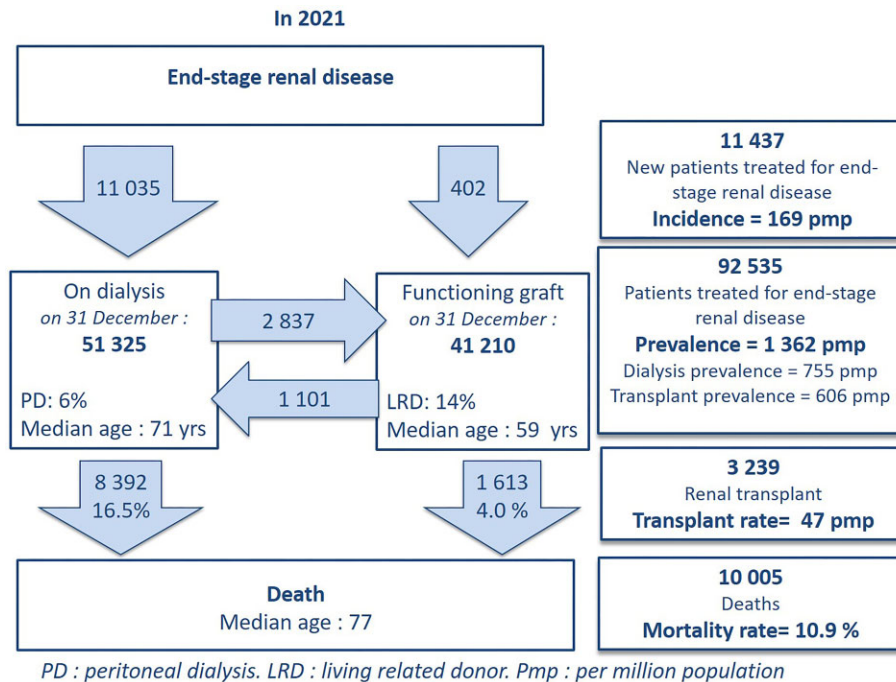 In 2021
End-stage renal disease
11 035
402
On dialysis
on 31 December :
51 325
PD: 6%
Median age : 71 yrs
2 837
1 101
Functioning graft
on 31 December :
41 210
LRD: 14%
Median age : 59 yrs
8 392
16.5%
1 613
4.0 %
Death
Median age : 77
11 437
New patients treated for end-
stage renal disease
Incidence = 169 pmp
92 535
Patients treated for end-stage
renal disease
Prevalence = 1 362 pmp
Dialysis prevalence = 755 pmp
Transplant prevalence = 606 pmp
3 239
Renal transplant
Transplant rate= 47 pmp
10 005
Deaths
Mortality rate= 10.9 %
PD : peritoneal dialysis. LRD : living related donor. Pmp : per million population